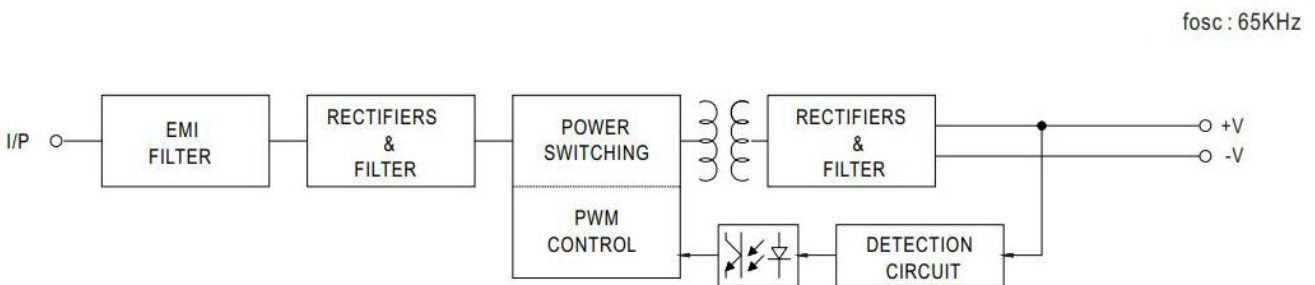 fosc : 65KHz
I/P
EMI
FILTER
RECTIFIERS
&
FILTER
POWER
SWITCHING
PWM
CONTROL
RECTIFIERS
&
FILTER
+V
-V
DETECTION
CIRCUIT